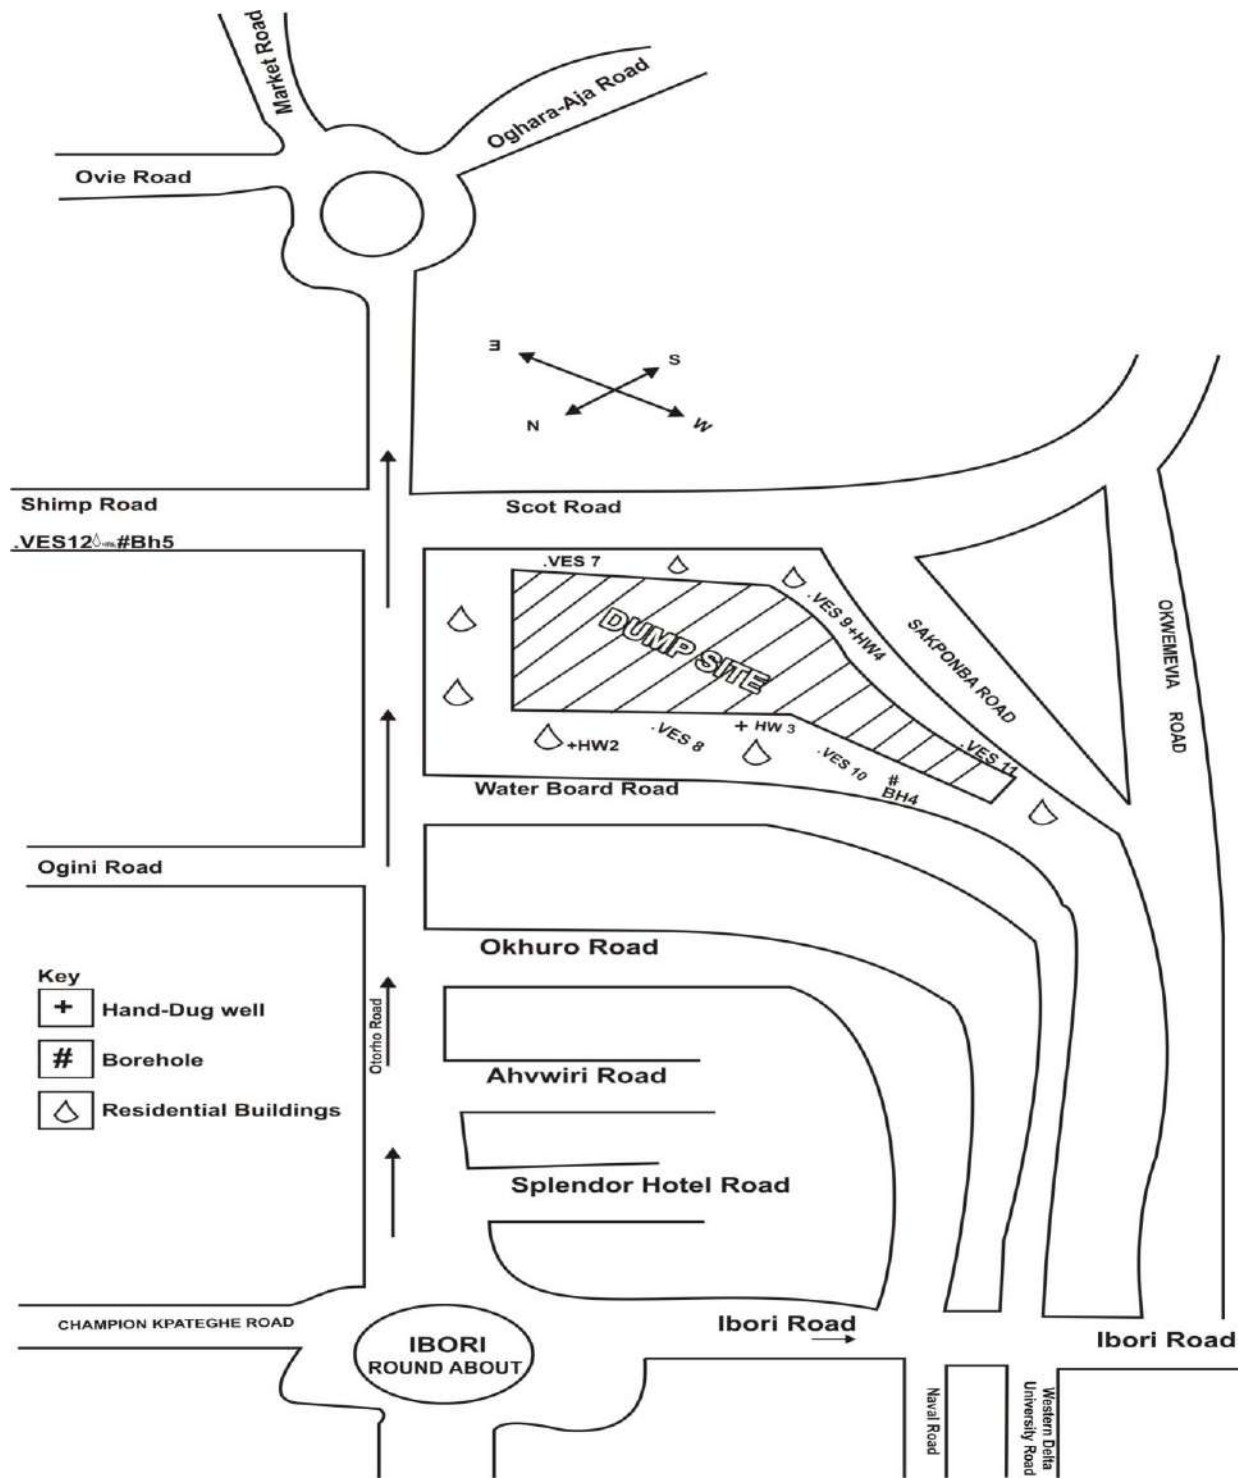 Market Road
Oghara-Aja Road
Ovie Road
E
S
N
W
Shimp Road
Scot Road
.VES12 #Bh5
.VES 7
.VES 9+HW4
DUMP SITE
SAKPONBA ROAD
OKWEMEVIA ROAD
+ HW 3
+HW2
.VES 8
.VES 10
.VES 11
#
BH4
Water Board Road
Ogini Road
Okhuro Road
Key
+ Hand-Dug well
# Borehole
Residential Buildings
Otorho Road
Ahvwiri Road
Splendor Hotel Road
CHAMPION KPATEGHE ROAD
IBORI
ROUND ABOUT
Ibori Road
Ibori Road
Naval Road
Western Delta
University Road